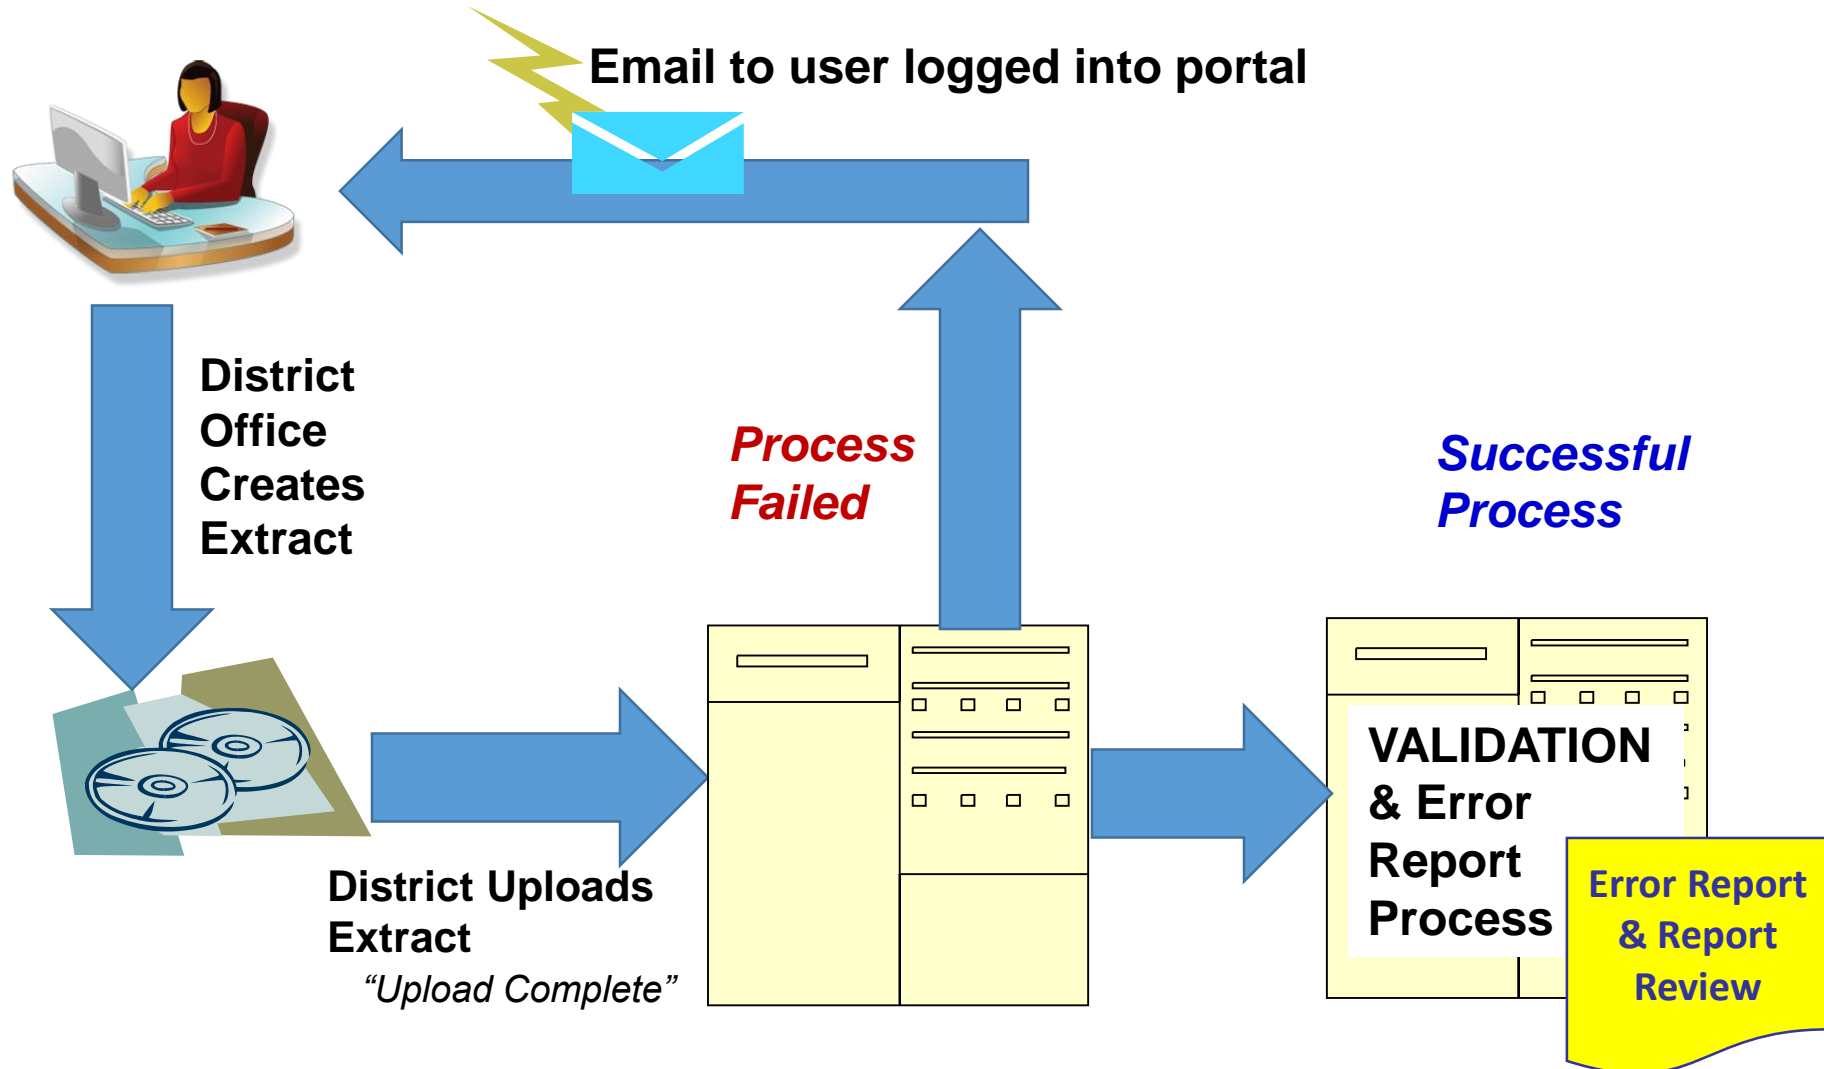 Email to user logged into portal
District
Office
Creates
Extract
Process
Failed
Successful
Process
District Uploads
Extract
“Upload Complete”
VALIDATION
& Error
Report
Process
Error Report
& Report
Review